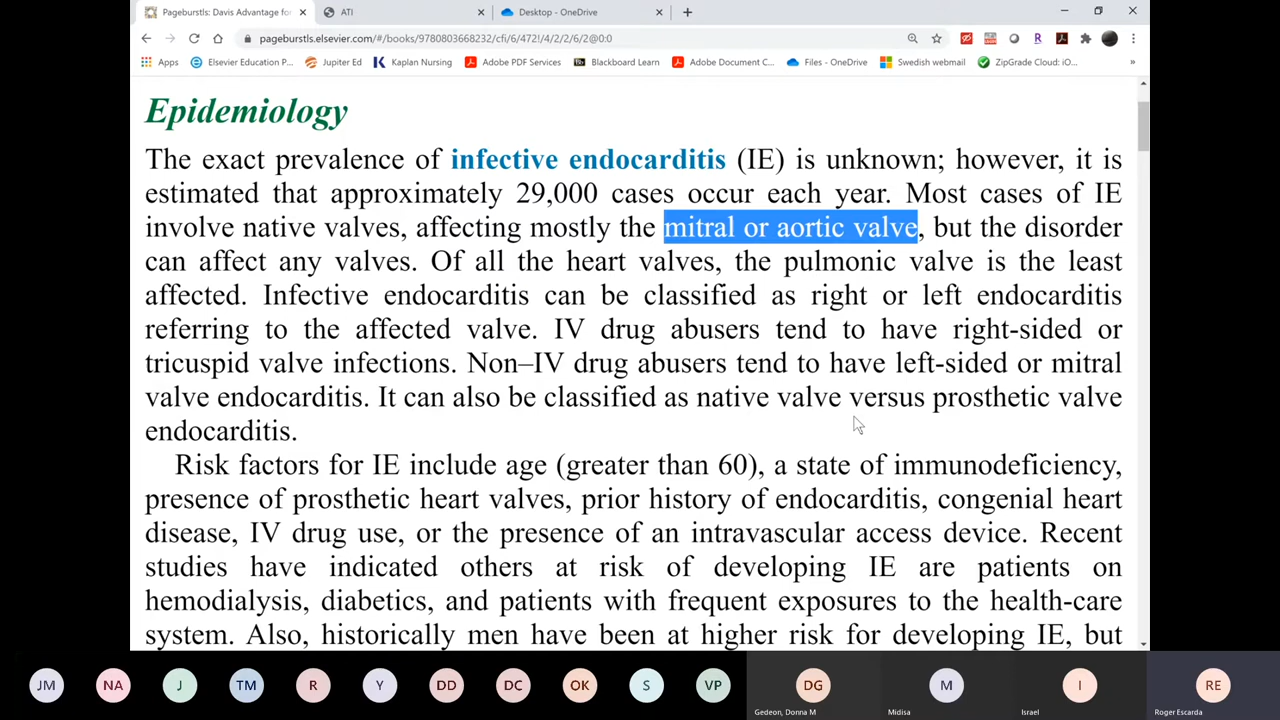 Pageburstls: Davis Advantage for
ATI
Desktop - OneDrive
pageburstls.elsevier.com/#/books/9780803668232/cfi/6/472!/4/2/2/6/2@0:0
Apps
Elsevier Education P...
Jupiter Ed
Kaplan Nursing
Adobe PDF Services
Blackboard Learn
Adobe Document C...
Files - OneDrive
Swedish webmail
ZipGrade Cloud: iO...
Epidemiology
The exact prevalence of infective endocarditis (IE) is unknown; however, it is
estimated that approximately 29,000 cases occur each year. Most cases of IE
involve native valves, affecting mostly the mitral or aortic valve, but the disorder
can affect any valves. Of all the heart valves, the pulmonic valve is the least
affected. Infective endocarditis can be classified as right or left endocarditis
referring to the affected valve. IV drug abusers tend to have right-sided or
tricuspid valve infections. Non–IV drug abusers tend to have left-sided or mitral
valve endocarditis. It can also be classified as native valve versus prosthetic valve
endocarditis.
Risk factors for IE include age (greater than 60), a state of immunodeficiency,
presence of prosthetic heart valves, prior history of endocarditis, congenial heart
disease, IV drug use, or the presence of an intravascular access device. Recent
studies have indicated others at risk of developing IE are patients on
hemodialysis, diabetics, and patients with frequent exposures to the health-care
system. Also, historically men have been at higher risk for developing IE, but
JM
NA
J
TM
R
Y
DD
DC
OK
S
VP
DG
M
I
RE
Gedeon, Donna M
Midisa
Israel
Roger Escarda